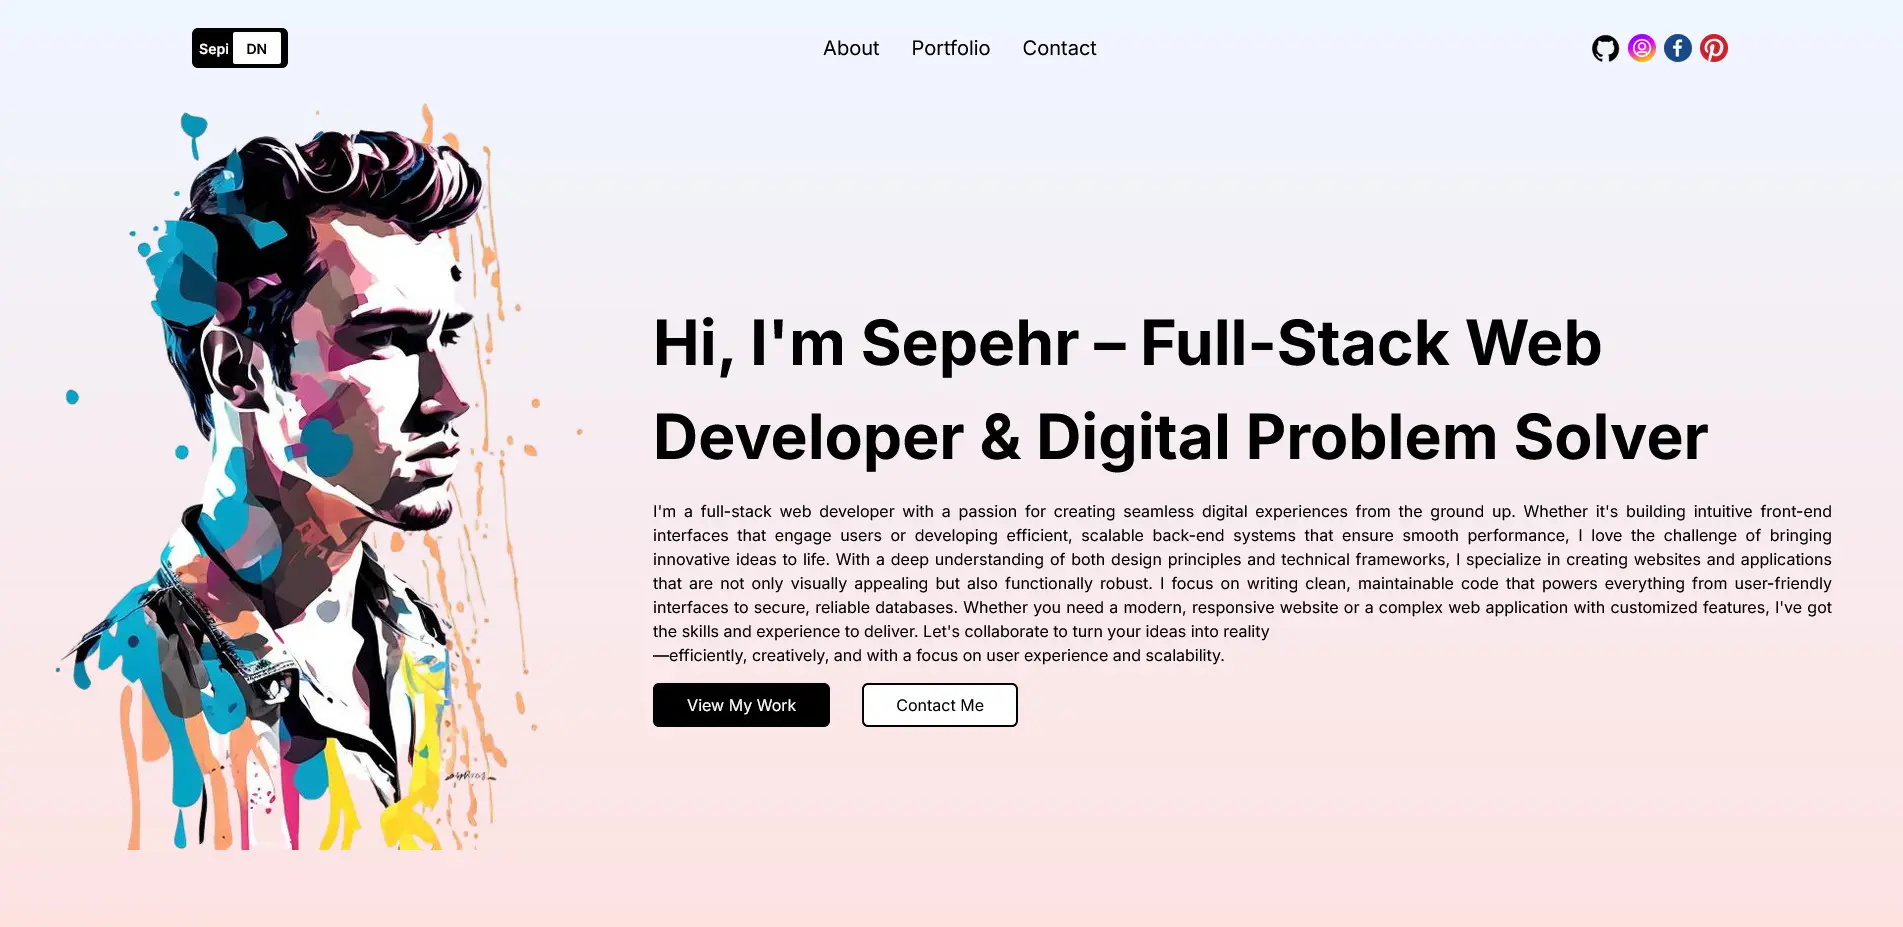 Sepi DN
About Portfolio Contact
Hi, I'm Sepehr – Full-Stack Web
Developer & Digital Problem Solver
I'm a full-stack web developer with a passion for creating seamless digital experiences from the ground up. Whether it's building intuitive front-end
interfaces that engage users or developing efficient, scalable back-end systems that ensure smooth performance, I love the challenge of bringing
innovative ideas to life. With a deep understanding of both design principles and technical frameworks, I specialize in creating websites and applications
that are not only visually appealing but also functionally robust. I focus on writing clean, maintainable code that powers everything from user-friendly
interfaces to secure, reliable databases. Whether you need a modern, responsive website or a complex web application with customized features, I've got
the skills and experience to deliver. Let's collaborate to turn your ideas into reality
—efficiently, creatively, and with a focus on user experience and scalability.
View My Work Contact Me